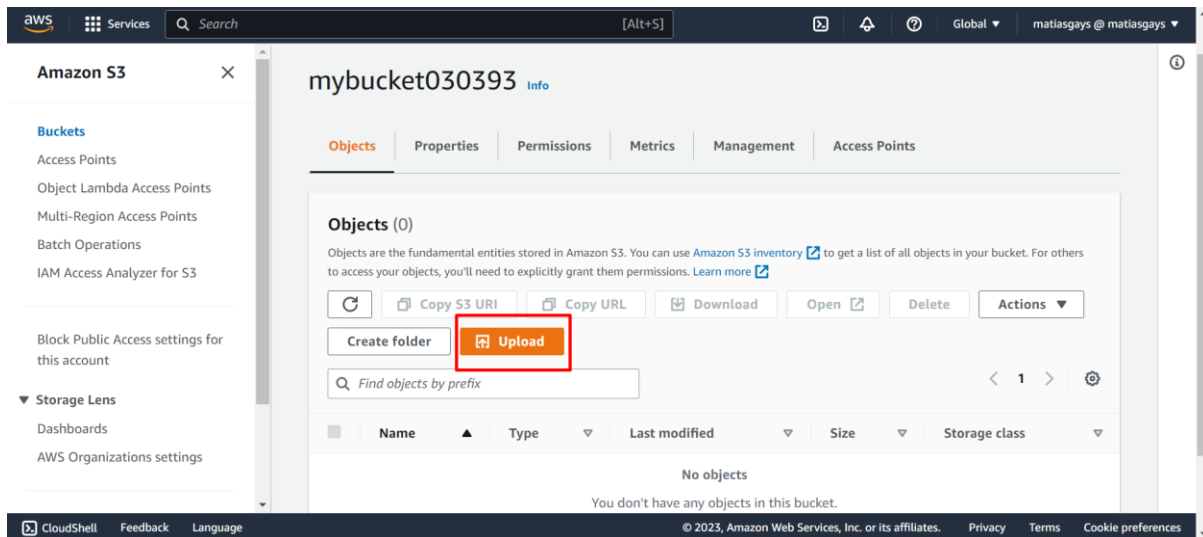 aws Services Search [Alt+S] Global ▼ matiasgays @ matiasgays ▼
Amazon S3
Buckets
Access Points
Object Lambda Access Points
Multi-Region Access Points
Batch Operations
IAM Access Analyzer for S3
Block Public Access settings for
this account
▼ Storage Lens
Dashboards
AWS Organizations settings
mybucket030393 Info
Objects Properties Permissions Metrics Management Access Points
Objects (0)
Objects are the fundamental entities stored in Amazon S3. You can use Amazon S3 inventory to get a list of all objects in your bucket. For others
to access your objects, you'll need to explicitly grant them permissions. Learn more
Copy S3 URI Copy URL Download Open Delete Actions ▼
Create folder Upload
Find objects by prefix < 1 >
Name ▲ Type ▽ Last modified ▽ Size ▽ Storage class ▽
No objects
You don't have any objects in this bucket.
CloudShell Feedback Language © 2023, Amazon Web Services, Inc. or its affiliates. Privacy Terms Cookie preferences